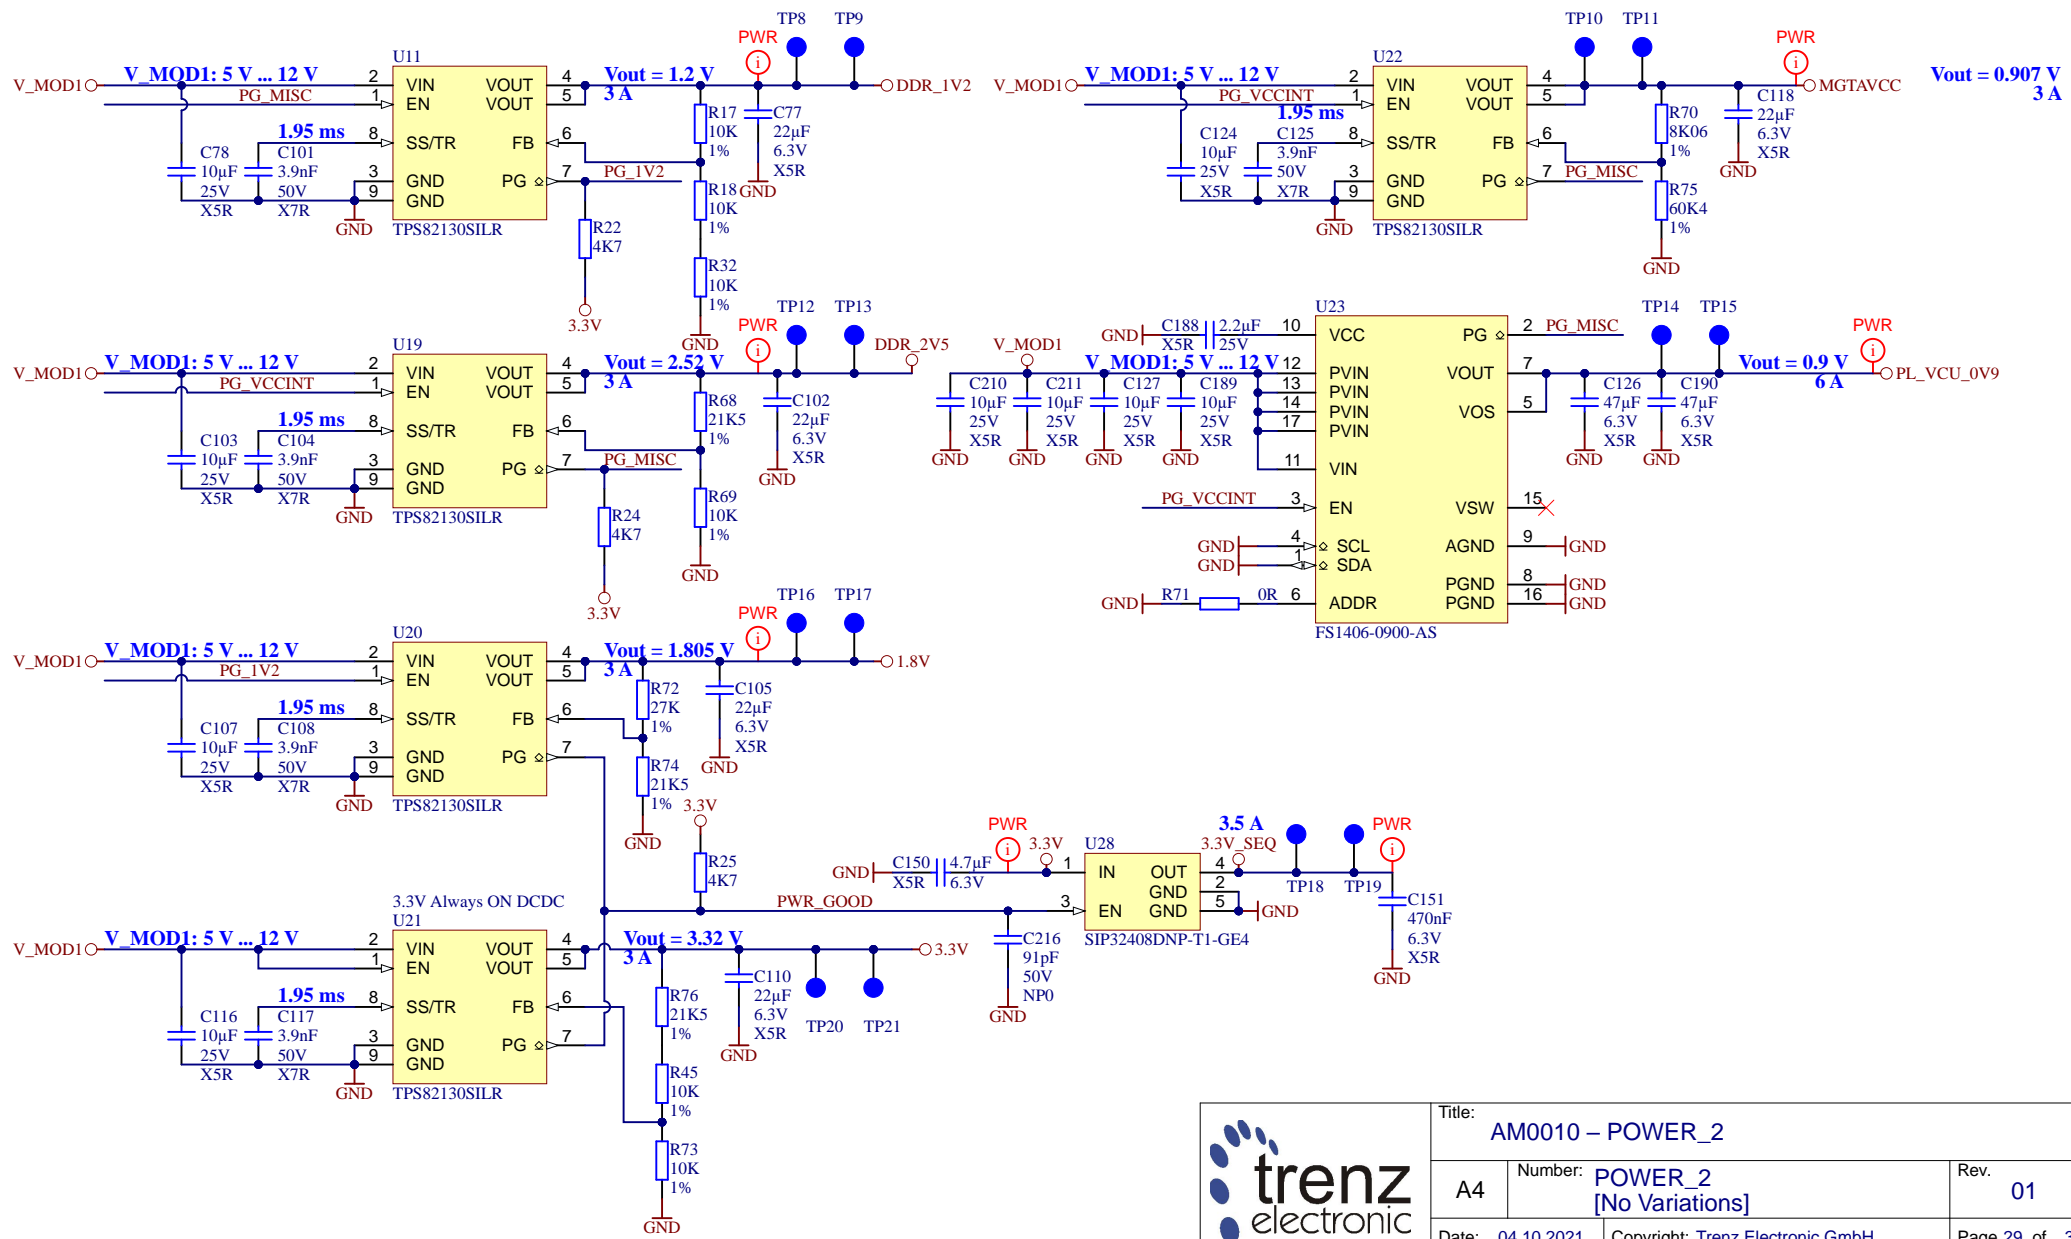 U11
V_MOD1
V_MOD1: 5 V ... 12 V
PG_MISC
1.95 ms
C78
10µF
25V
X5R
C101
3.9nF
50V
X7R
GND
2
1
8
3
9
VIN
EN
SS/TR
GND
GND
VOUT
VOUT
FB
PG
4
5
6
7
TPS82130SILR
Vout = 1.2 V
3 A
PWR
i
TP8
TP9
DDR_1V2
R17
10K
1%
C77
22µF
6.3V
X5R
GND
PG_1V2
R18
10K
1%
R22
4K7
3.3V
R32
10K
1%
GND
U19
V_MOD1
V_MOD1: 5 V ... 12 V
PG_VCCINT
1.95 ms
C103
10µF
25V
X5R
C104
3.9nF
50V
X7R
GND
2
1
8
3
9
VIN
EN
SS/TR
GND
GND
VOUT
VOUT
FB
PG
4
5
6
7
TPS82130SILR
Vout = 2.52 V
3 A
PWR
i
TP12
TP13
DDR_2V5
R68
21K5
1%
C102
22µF
6.3V
X5R
GND
PG_MISC
R69
10K
1%
GND
R24
4K7
3.3V
U20
V_MOD1
V_MOD1: 5 V ... 12 V
PG_1V2
1.95 ms
C107
10µF
25V
X5R
C108
3.9nF
50V
X7R
GND
2
1
8
3
9
VIN
EN
SS/TR
GND
GND
VOUT
VOUT
FB
PG
4
5
6
7
TPS82130SILR
Vout = 1.805 V
3 A
PWR
i
TP16
TP17
1.8V
R72
27K
1%
C105
22µF
6.3V
X5R
GND
R74
21K5
1%
GND
3.3V
R25
4K7
PWR_GOOD
3.3V Always ON DCDC
U21
V_MOD1
V_MOD1: 5 V ... 12 V
1.95 ms
C116
10µF
25V
X5R
C117
3.9nF
50V
X7R
GND
2
1
8
3
9
VIN
EN
SS/TR
GND
GND
VOUT
VOUT
FB
PG
4
5
6
7
TPS82130SILR
Vout = 3.32 V
3 A
3.3V
R76
21K5
1%
C110
22µF
6.3V
X5R
GND
TP20
TP21
R45
10K
1%
R73
10K
1%
GND
U22
V_MOD1
V_MOD1: 5 V ... 12 V
PG_VCCINT
1.95 ms
C124
10µF
25V
X5R
C125
3.9nF
50V
X7R
GND
2
1
8
3
9
VIN
EN
SS/TR
GND
GND
VOUT
VOUT
FB
PG
4
5
6
7
TPS82130SILR
TP10
TP11
PWR
i
MGTAVCC
Vout = 0.907 V
3 A
R70
8K06
1%
C118
22µF
6.3V
X5R
GND
PG_MISC
R75
60K4
1%
GND
U23
GND
C188
X5R
2.2µF
25V
V_MOD1
V_MOD1: 5 V ... 12 V
C210
10µF
25V
X5R
GND
C211
10µF
25V
X5R
GND
C127
10µF
25V
X5R
GND
C189
10µF
25V
X5R
GND
PG_VCCINT
GND
GND
GND
R71
0R
10
12
13
14
17
11
3
4
1
6
VCC
PVIN
PVIN
PVIN
PVIN
VIN
EN
SCL
SDA
ADDR
PG
VOUT
VOS
VSW
AGND
PGND
PGND
2
7
5
15
9
8
16
FS1406-0900-AS
PG_MISC
TP14
TP15
Vout = 0.9 V
6 A
PWR
i
PL_VCU_0V9
C126
47µF
6.3V
X5R
GND
C190
47µF
6.3V
X5R
GND
GND
GND
GND
U28
GND
C150
X5R
4.7µF
6.3V
PWR
i
3.3V
1
3
IN
EN
OUT
GND
GND
4
2
5
SIP32408DNP-T1-GE4
3.5 A
3.3V_SEQ
GND
TP18
TP19
PWR
i
C151
470nF
6.3V
X5R
GND
C216
91pF
50V
NP0
GND
trenz
electronic
Title:
AM0010 – POWER_2
A4
Number:
POWER_2
[No Variations]
Rev.
01
Date: 04.10.2021
Copyright: Trenz Electronic GmbH
Page 29 of